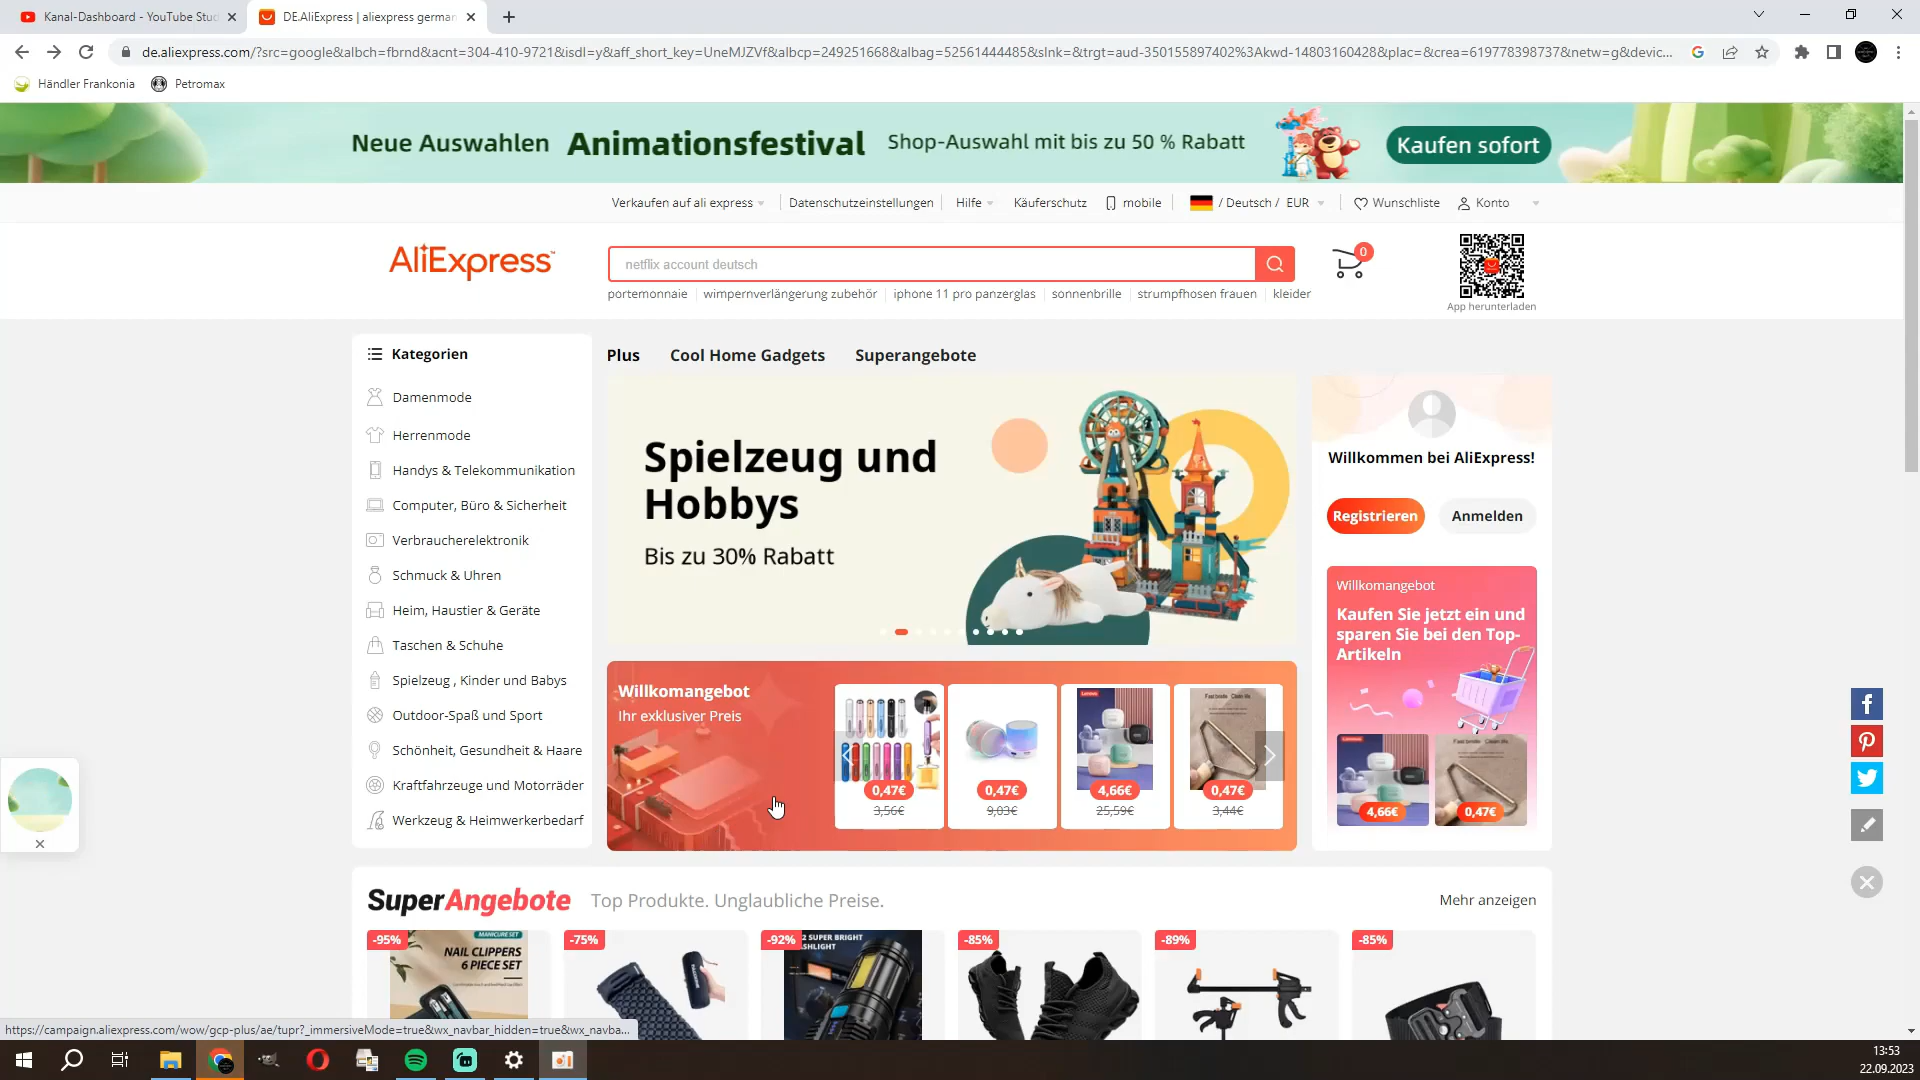 Kanal-Dashboard - YouTube Stu
DE.AliExpress | aliexpress german
de.aliexpress.com/?src=google&albch=fbrnd&acnt=304-410-9721&isdl=y&aff_short_key=UneMJZVf&albcp=249251668&albag=52561444485&slnk=&trgt=aud-350155897402%3Akwd-14803160428&plac=&crea=619778398737&netw=g&devic...
Händler Frankonia
Petromax
Neue Auswahlen Animationsfestival Shop-Auswahl mit bis zu 50 % Rabatt
Kaufen sofort
Verkaufen auf ali express
Datenschutzeinstellungen
Hilfe
Käuferschutz
mobile
/ Deutsch / EUR
Wunschliste
Konto
AliExpress
netflix account deutsch
0
portemonnaie
wimpernverlängerung zubehör
iphone 11 pro panzerglas
sonnenbrille
strumpfhosen frauen
kleider
App herunterladen
Kategorien
Damenmode
Herrenmode
Handys & Telekommunikation
Computer, Büro & Sicherheit
Verbraucherelektronik
Schmuck & Uhren
Heim, Haustier & Geräte
Taschen & Schuhe
Spielzeug , Kinder und Babys
Outdoor-Spaß und Sport
Schönheit, Gesundheit & Haare
Kraftfahrzeuge und Motorräder
Werkzeug & Heimwerkerbedarf
Plus
Cool Home Gadgets
Superangebote
Spielzeug und
Hobbys
Bis zu 30% Rabatt
Willkommen bei AliExpress!
Registrieren
Anmelden
Willkomangebot
Kaufen Sie jetzt ein und
sparen Sie bei den Top-
Artikeln
4,66€
0,47€
Willkomangebot
Ihr exklusiver Preis
0,47€
3,56€
0,47€
9,03€
4,66€
25,59€
0,47€
3,44€
SuperAngebote
Top Produkte. Unglaubliche Preise.
Mehr anzeigen
-95%
MANICURE SET
NAIL CLIPPERS
6 PIECE SET
-75%
-92%
2 SUPER BRIGHT
-85%
-89%
-85%
https://campaign.aliexpress.com/wow/gcp-plus/ae/tupr?_immersiveMode=true&wx_navbar_hidden=true&wx_navba...
13:53
22.09.2023